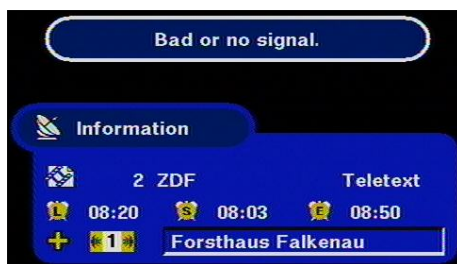 Bad or no signal.
Information
2 ZDF Teletext
L 08:20 S 08:03 E 08:50
1 Forsthaus Falkenau